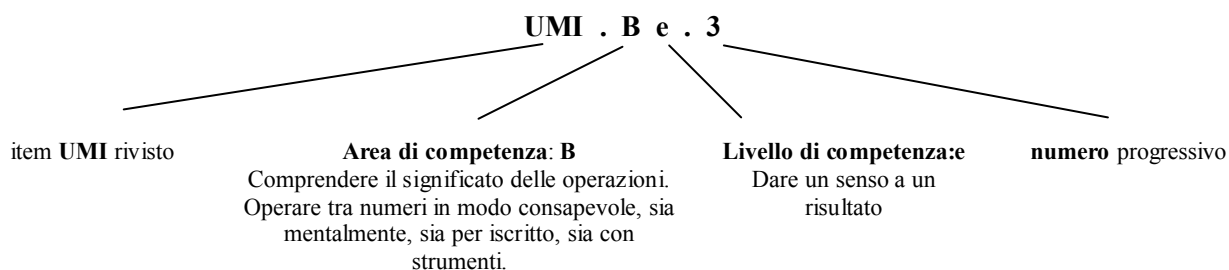 UMI . B e . 3
item UMI rivisto
Area di competenza: B
Comprendere il significato delle operazioni.
Operare tra numeri in modo consapevole, sia
mentalmente, sia per iscritto, sia con
strumenti.
Livello di competenza:e
Dare un senso a un
risultato
numero progressivo